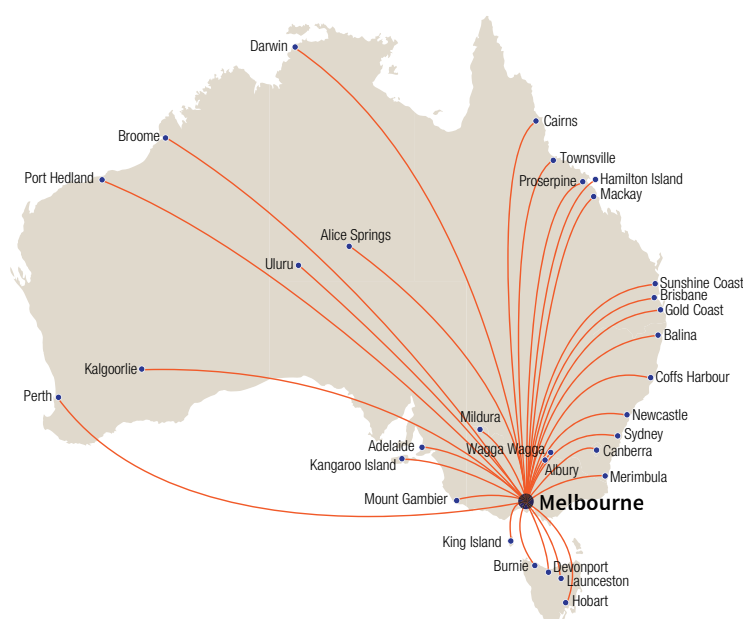 Darwin
Cairns
Broome
Townsville
Port Hedland
Proserpine
Hamilton Island
Mackay
Alice Springs
Uluru
Sunshine Coast
Brisbane
Gold Coast
Balina
Kalgoorlie
Coffs Harbour
Perth
Mildura
Newcastle
Sydney
Adelaide
Wagga Wagga
Canberra
Kangaroo Island
Albury
Merimbula
Mount Gambier
Melbourne
King Island
Burnie
Devonport
Launceston
Hobart